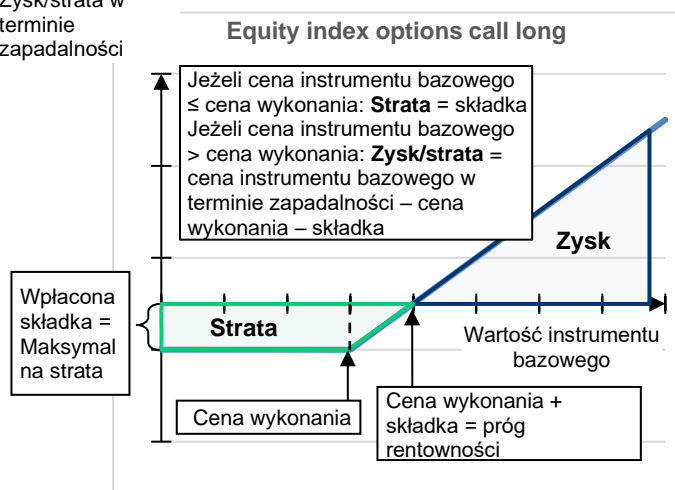 Zysk/strata w
terminie
zapadalności
Equity index options call long
Jeżeli cena instrumentu bazowego
≤ cena wykonania: Strata = składka
Jeżeli cena instrumentu bazowego
> cena wykonania: Zysk/strata =
cena instrumentu bazowego w
terminie zapadalności – cena
wykonania – składka
Zysk
Wpłacona
składka =
Maksymal
na strata
Strata
Wartość instrumentu
bazowego
Cena wykonania
Cena wykonania +
składka = próg
rentowności